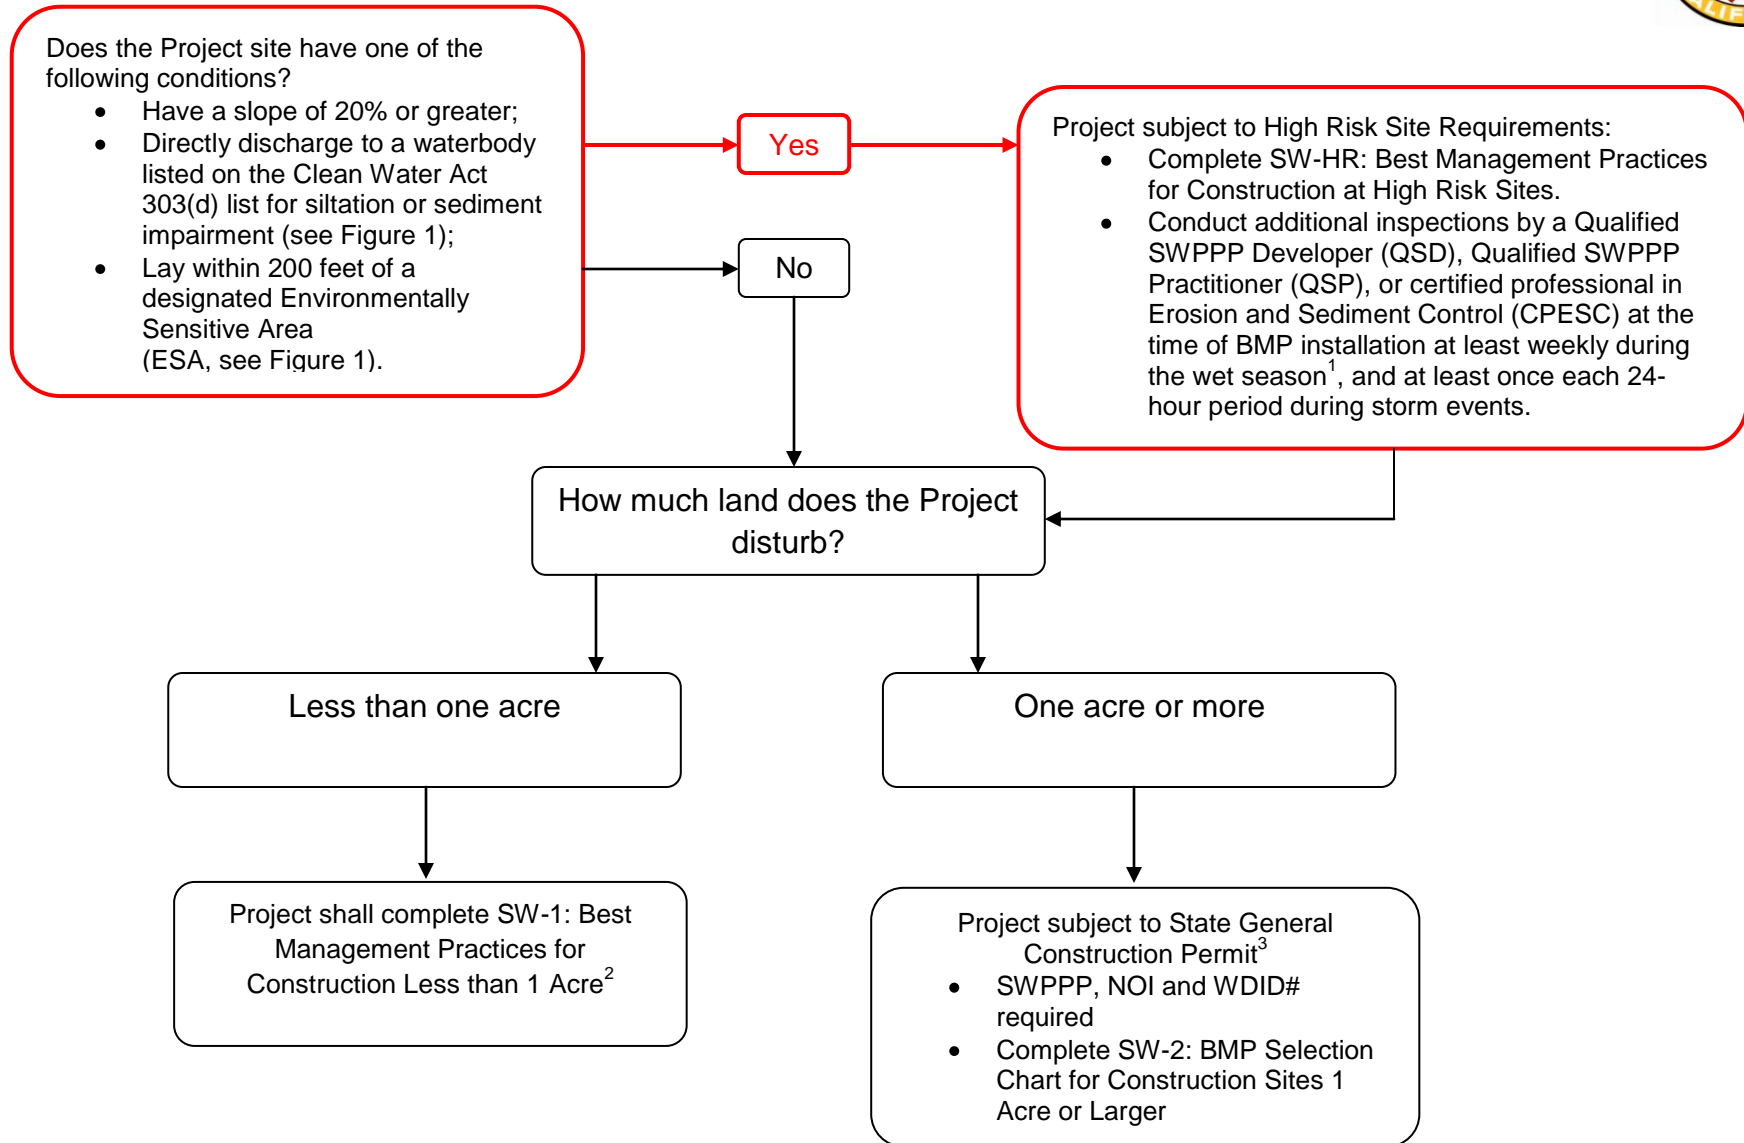 Does the Project site have one of the
following conditions?
• Have a slope of 20% or greater;
• Directly discharge to a waterbody
listed on the Clean Water Act
303(d) list for siltation or sediment
impairment (see Figure 1);
• Lay within 200 feet of a
designated Environmentally
Sensitive Area
(ESA, see Figure 1).
Yes
No
Project subject to High Risk Site Requirements:
• Complete SW-HR: Best Management Practices
for Construction at High Risk Sites.
• Conduct additional inspections by a Qualified
SWPPP Developer (QSD), Qualified SWPPP
Practitioner (QSP), or certified professional in
Erosion and Sediment Control (CPESC) at the
time of BMP installation at least weekly during
the wet season¹, and at least once each 24-
hour period during storm events.
How much land does the Project
disturb?
Less than one acre
One acre or more
Project shall complete SW-1: Best
Management Practices for
Construction Less than 1 Acre²
Project subject to State General
Construction Permit³
• SWPPP, NOI and WDID#
required
• Complete SW-2: BMP Selection
Chart for Construction Sites 1
Acre or Larger